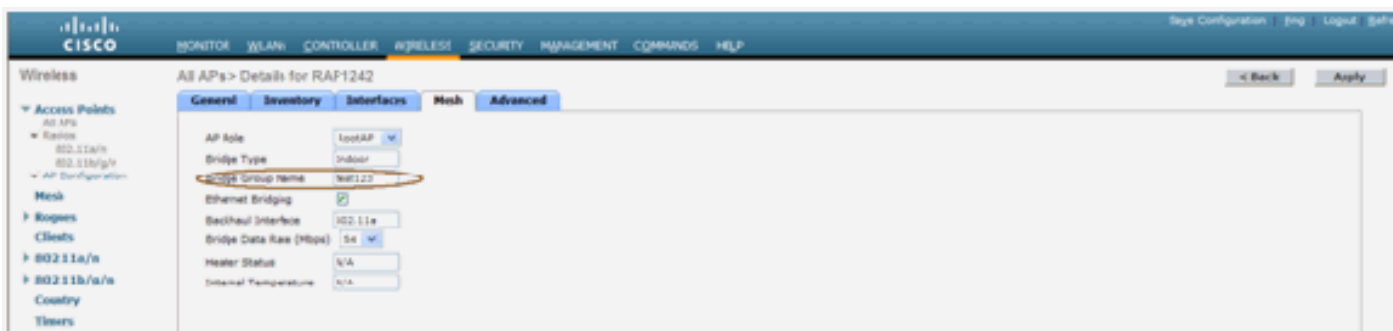 Save Configuration | Ping | Logout | Refr
CISCO
MONITOR WLANs CONTROLLER WIRELESS SECURITY MANAGEMENT COMMANDS HELP
Wireless
All APs > Details for RAP1242
< Back
Apply
General Inventory Interfaces Mesh Advanced
Access Points
All APs
Radios
802.11a/n
802.11b/g/n
AP Configuration
Mesh
Rogues
Clients
802.11a/n
802.11b/g/n
Country
Timers
AP Role RootAP
Bridge Type Indoor
Bridge Group Name test123
Ethernet Bridging
Backhaul Interface 802.11a
Bridge Data Rate (Mbps) 54
Heater Status N/A
Internal Temperature N/A